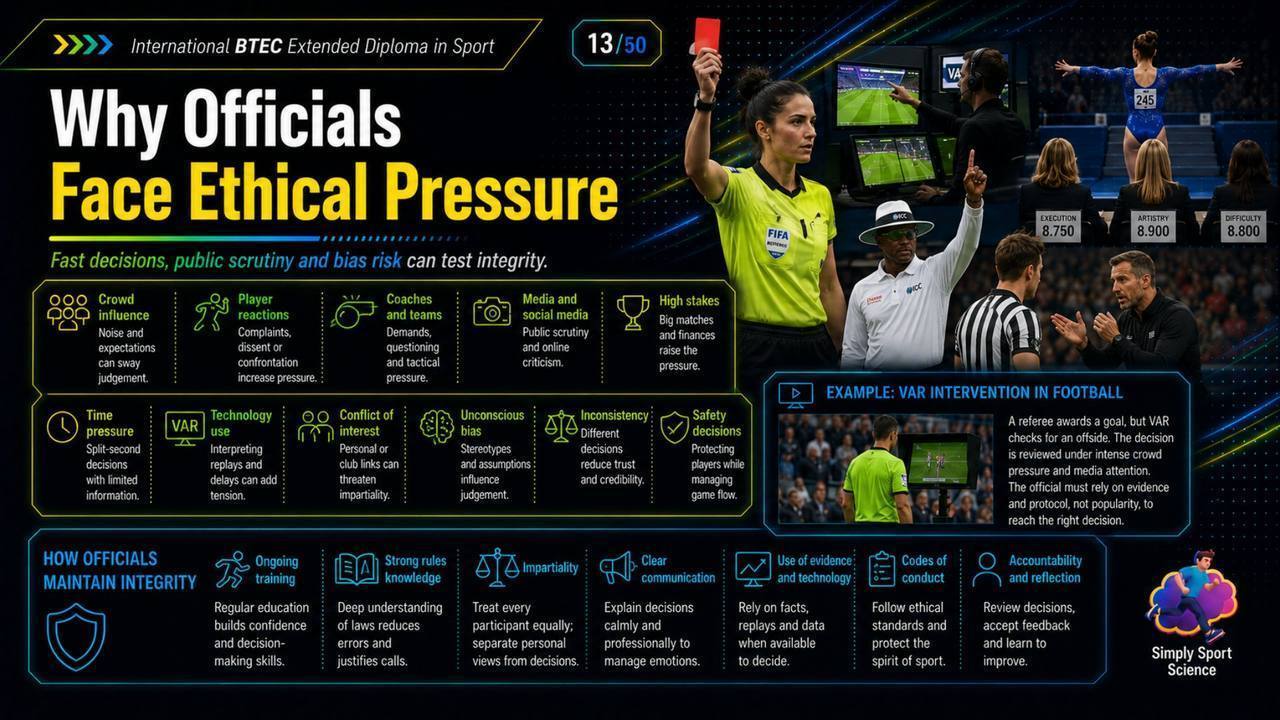 International BTEC Extended Diploma in Sport
13/50
Why Officials
Face Ethical Pressure
Fast decisions, public scrutiny and bias risk can test integrity.
Crowd
influence
Noise and
expectations
can sway
judgement.
Player
reactions
Complaints,
dissent or
confrontation
increase pressure.
Coaches
and teams
Demands,
questioning
and tactical
pressure.
Media and
social media
Public scrutiny
and online
criticism.
High stakes
Big matches
and finances
raise the
pressure.
Time
pressure
Split-second
decisions
with limited
information.
VAR
Technology
use
Interpreting
replays and
delays can add
tension.
Conflict of
interest
Personal or
club links can
threaten
impartiality.
Unconscious
bias
Stereotypes
and assumptions
influence
judgement.
Inconsistency
Different
decisions
reduce trust
and credibility.
Safety
decisions
Protecting
players while
managing
game flow.
VA
245
EXECUTION
8.750
ARTISTRY
8.900
DIFFICULTY
8.800
FIFA
ICC
ICC
EXAMPLE: VAR INTERVENTION IN FOOTBALL
A referee awards a goal, but VAR
checks for an offside. The decision
is reviewed under intense crowd
pressure and media attention.
The official must rely on evidence
and protocol, not popularity, to
reach the right decision.
HOW OFFICIALS
MAINTAIN INTEGRITY
Ongoing
training
Regular education
builds confidence
and decision-
making skills.
Strong rules
knowledge
Deep understanding
of laws reduces
errors and
justifies calls.
Impartiality
Treat every
participant equally;
separate personal
views from decisions.
Clear
communication
Explain decisions
calmly and
professionally to
manage emotions.
Use of evidence
and technology
Rely on facts,
replays and data
when available
to decide.
Codes of
conduct
Follow ethical
standards and
protect the
spirit of sport.
Accountability
and reflection
Review decisions,
accept feedback
and learn to
improve.
Simply Sport
Science